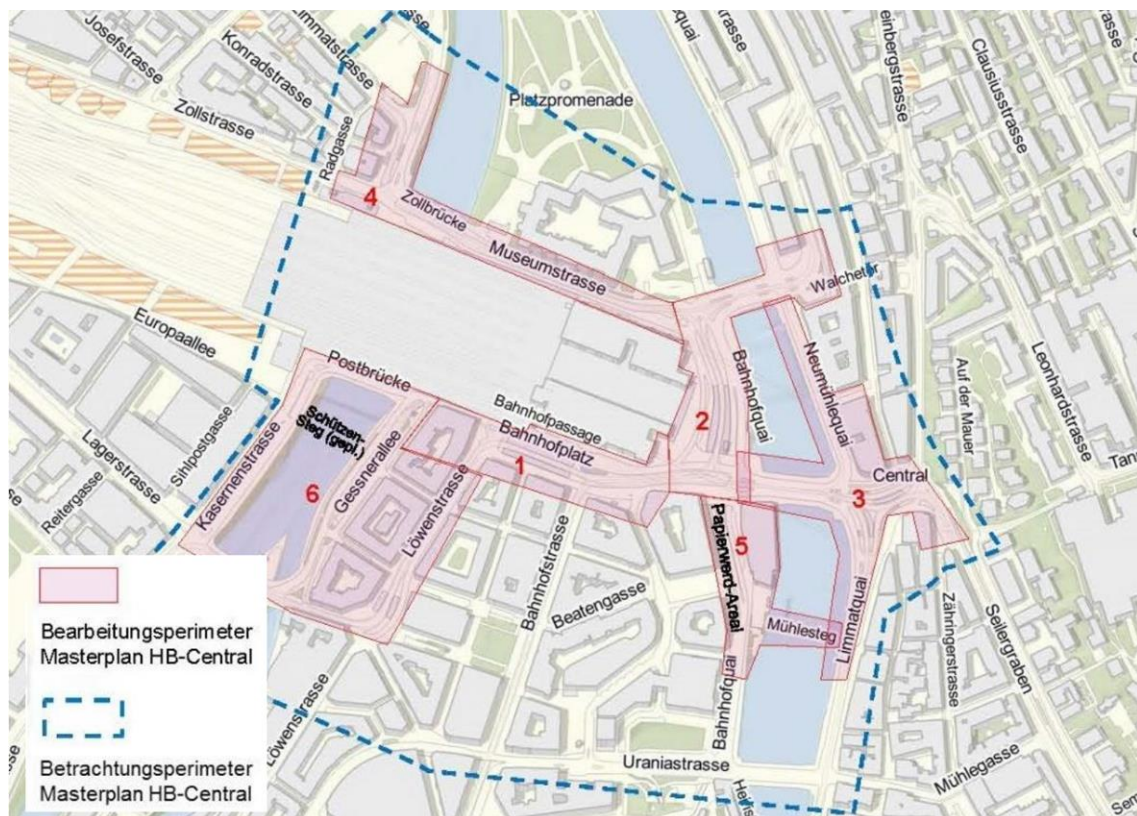 Josefstrasse
Limmatstrasse
Konradstrasse
Zollstrasse
Radgasse
Platzpromenade
Clausiusstrasse
4
Zollbrücke
Museumstrasse
Walchetor
Europaallee
Postbrücke
Neumühlequai
Bahnhofquai
Auf der Mauer
Leonhardstrasse
Bahnhofpassage
Bahnhofplatz
2
Schützen-
Steg (gepl.)
Lagerstrasse
Sihlpostgasse
Reitergasse
Kasernenstrasse
Gessnerallee
Löwenstrasse
1
6
Central
3
Papierwerd-Areal
5
Bahnhofstrasse
Beatengasse
Mühlesteg
Limmatquai
Zähringerstrasse
Seilergraben
Bahnhofquai
Löwenstrasse
Uraniastrasse
Mühlegasse
Bearbeitungsperimeter
Masterplan HB-Central
Betrachtungsperimeter
Masterplan HB-Central